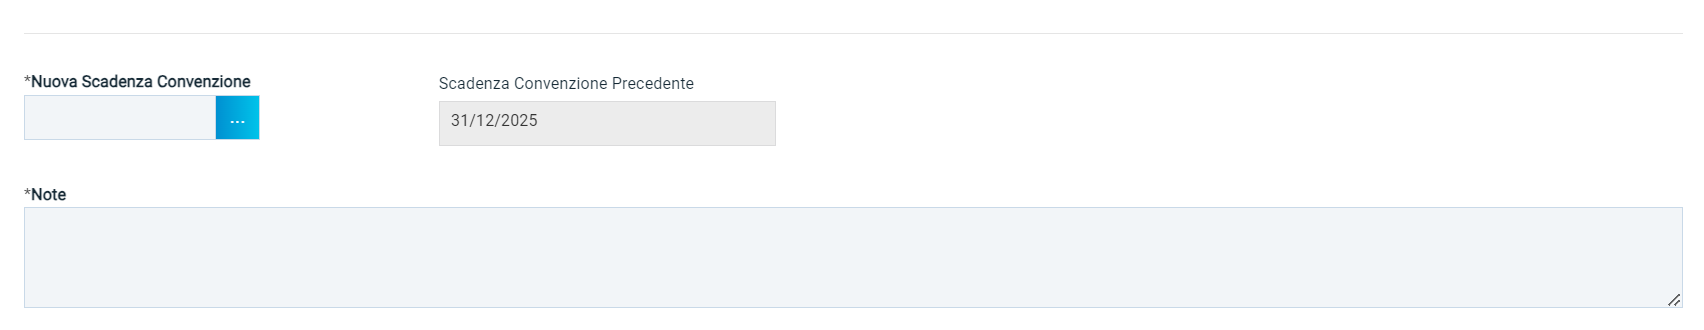 *Nuova Scadenza Convenzione
Scadenza Convenzione Precedente
...
31/12/2025
*Note